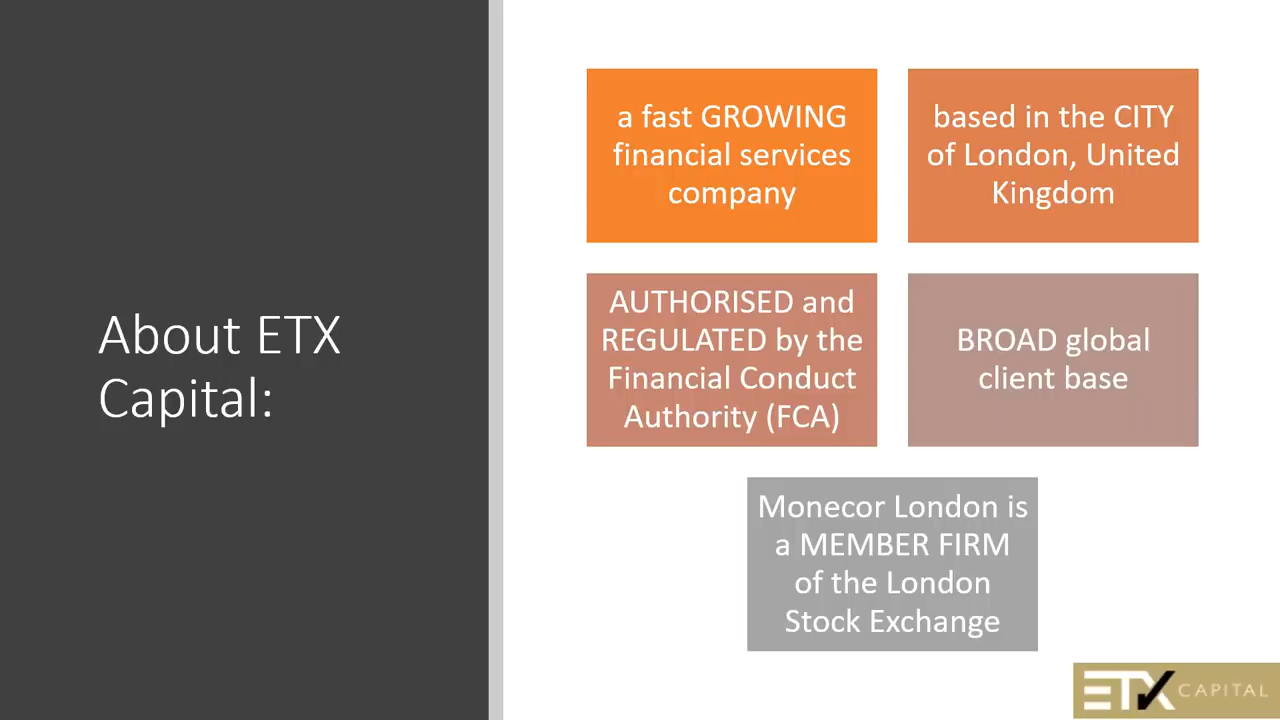 About ETX
Capital:
a fast GROWING
financial services
company
based in the CITY
of London, United
Kingdom
AUTHORISED and
REGULATED by the
Financial Conduct
Authority (FCA)
BROAD global
client base
Monecor London is
a MEMBER FIRM
of the London
Stock Exchange
ETX CAPITAL